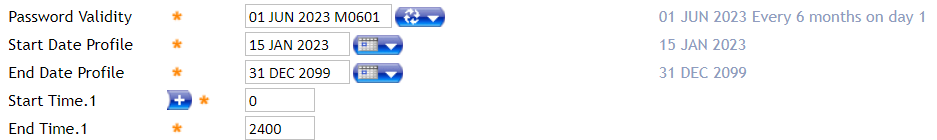 Password Validity * 01 JUN 2023 M0601 01 JUN 2023 Every 6 months on day 1
Start Date Profile * 15 JAN 2023 15 JAN 2023
End Date Profile * 31 DEC 2099 31 DEC 2099
Start Time.1 + * 0
End Time.1 * 2400